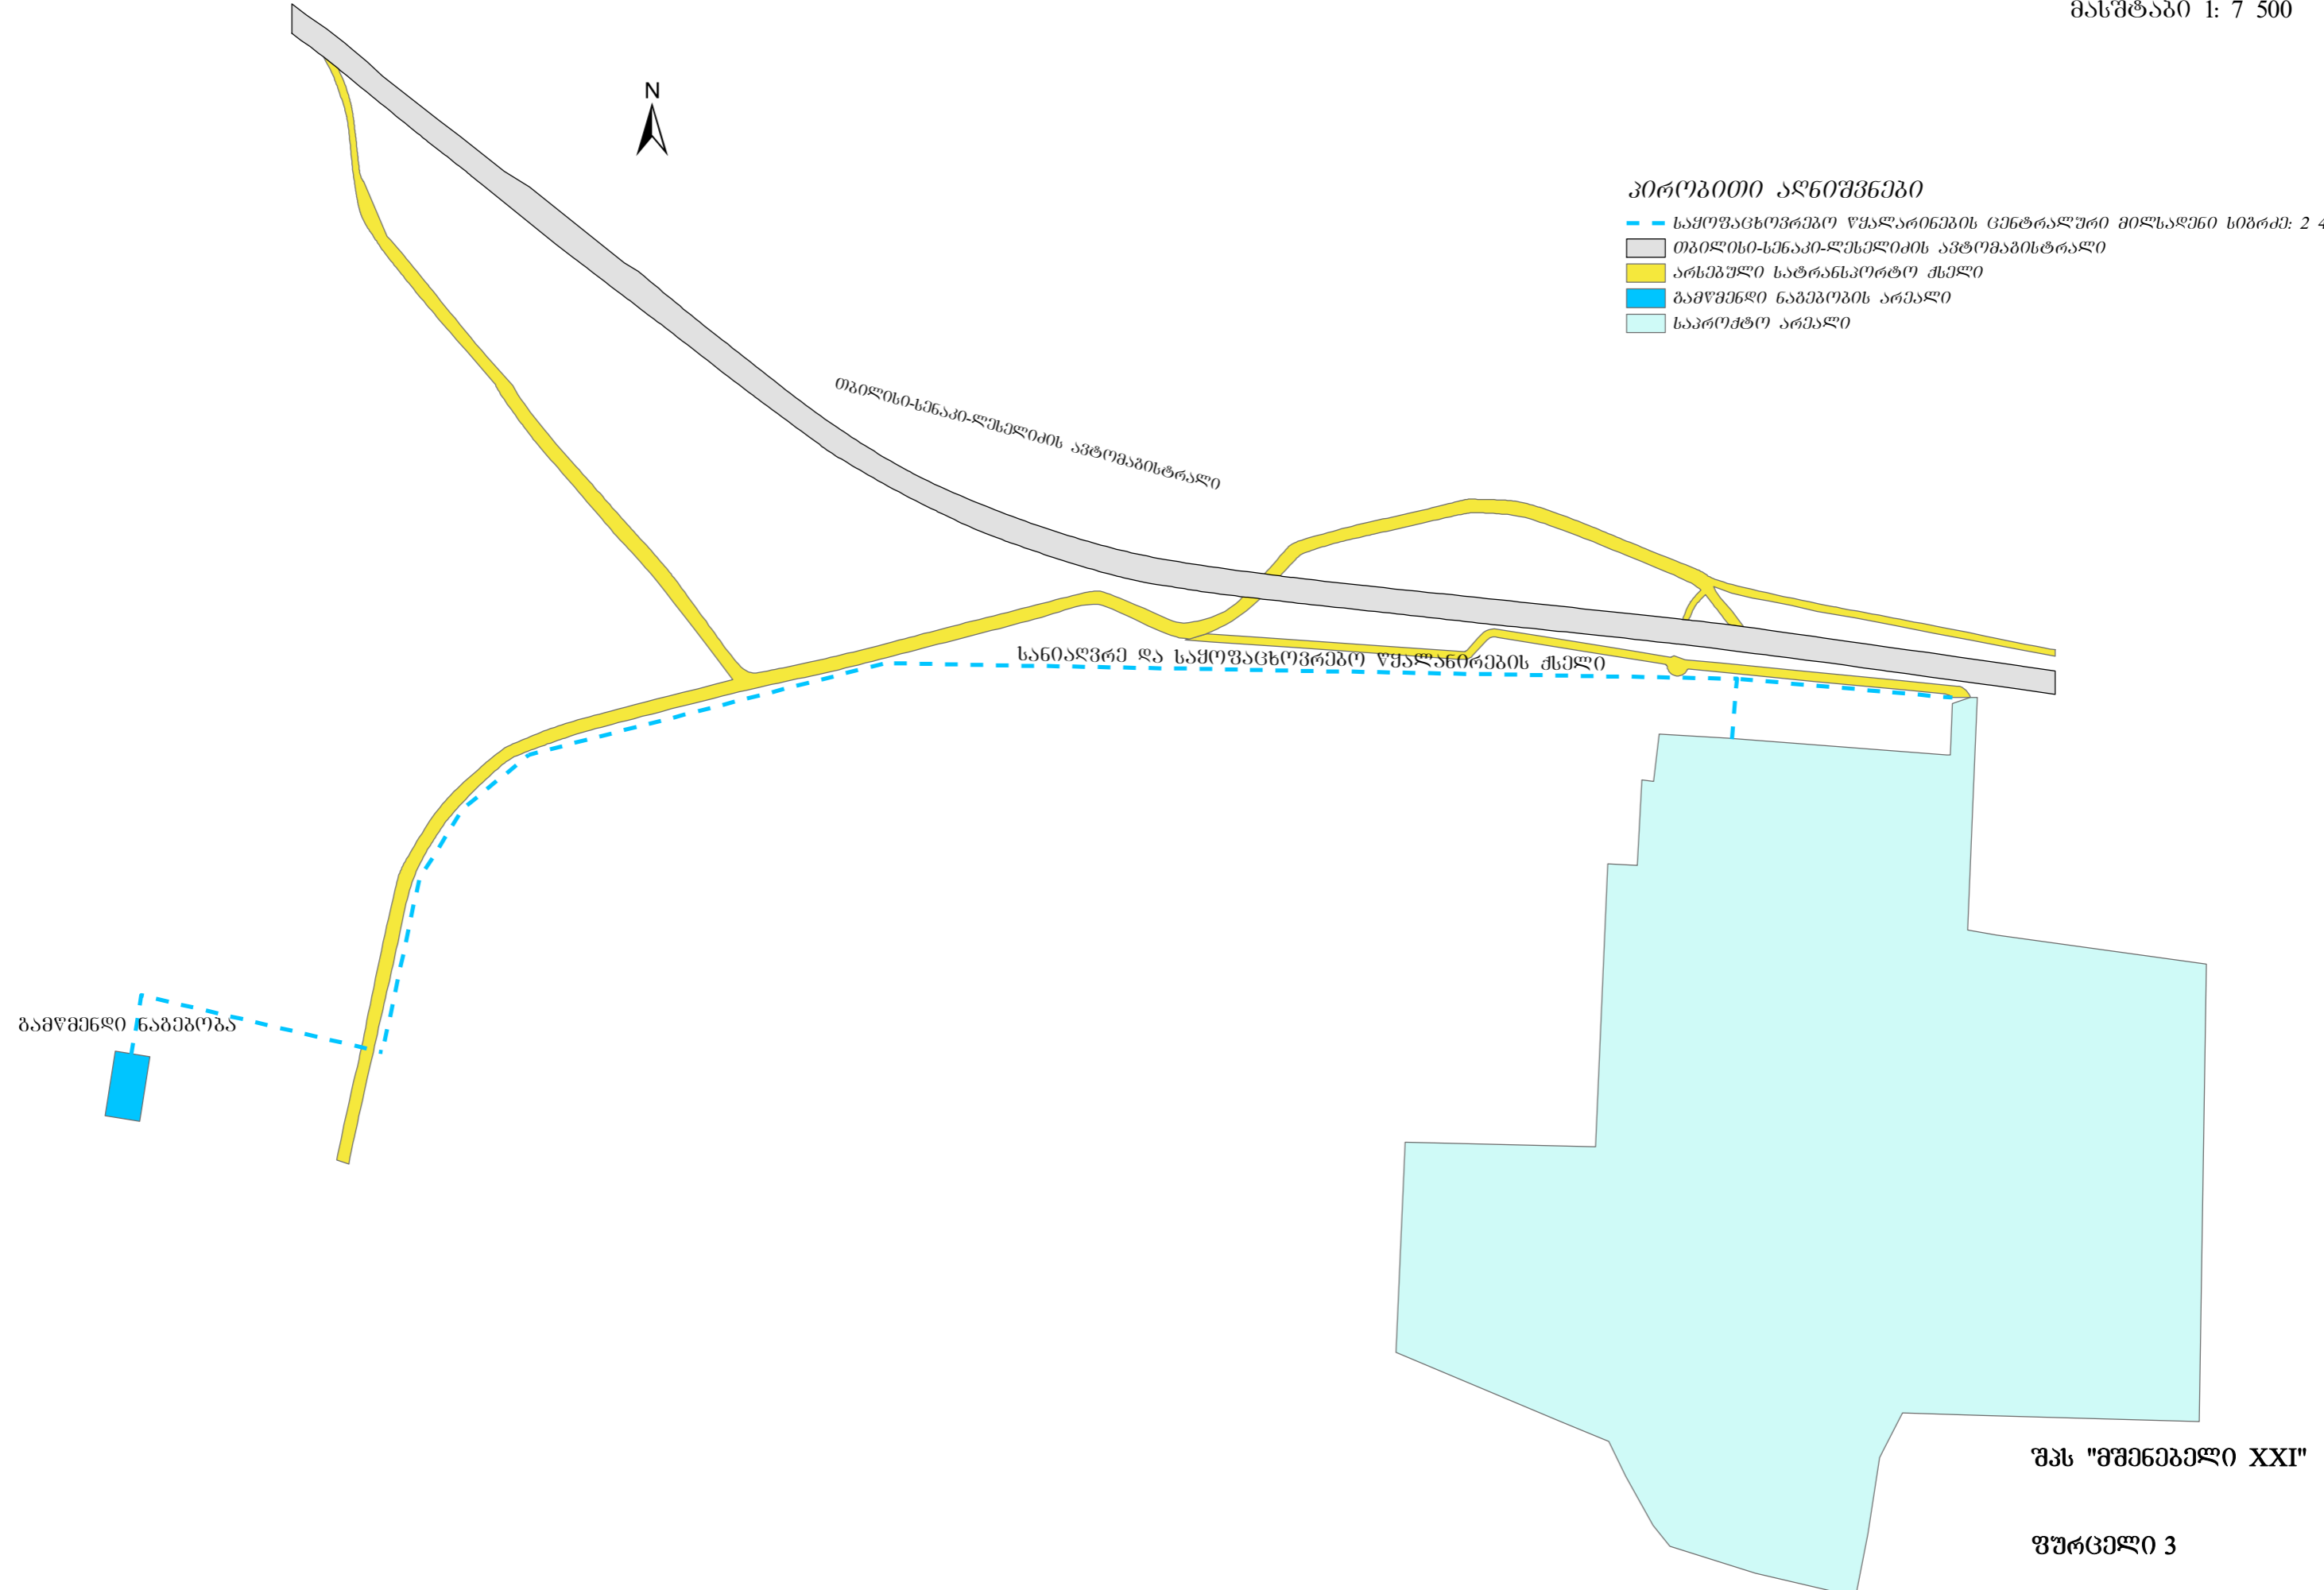 მასშტაბი 1: 7 500
N
პირობითი აღნიშვნები
საყოფაცხოვრებო წყალარინების ცენტრალური მილსადენი სიგრძე: 2 4
თბილისი-სენაკი-ლესელიძის ავტომაგისტრალი
არსებული სატრანსპორტო ქსელი
გამწმენდი ნაგებობის არეალი
საპროქტო არეალი
თბილისი-სენაკი-ლესელიძის ავტომაგისტრალი
სანიაღვრე და საყოფაცხოვრებო წყალანირების ქსელი
გამწმენდი ნაგებობა
შპს "მშენებელი XXI"
ფურცელი 3